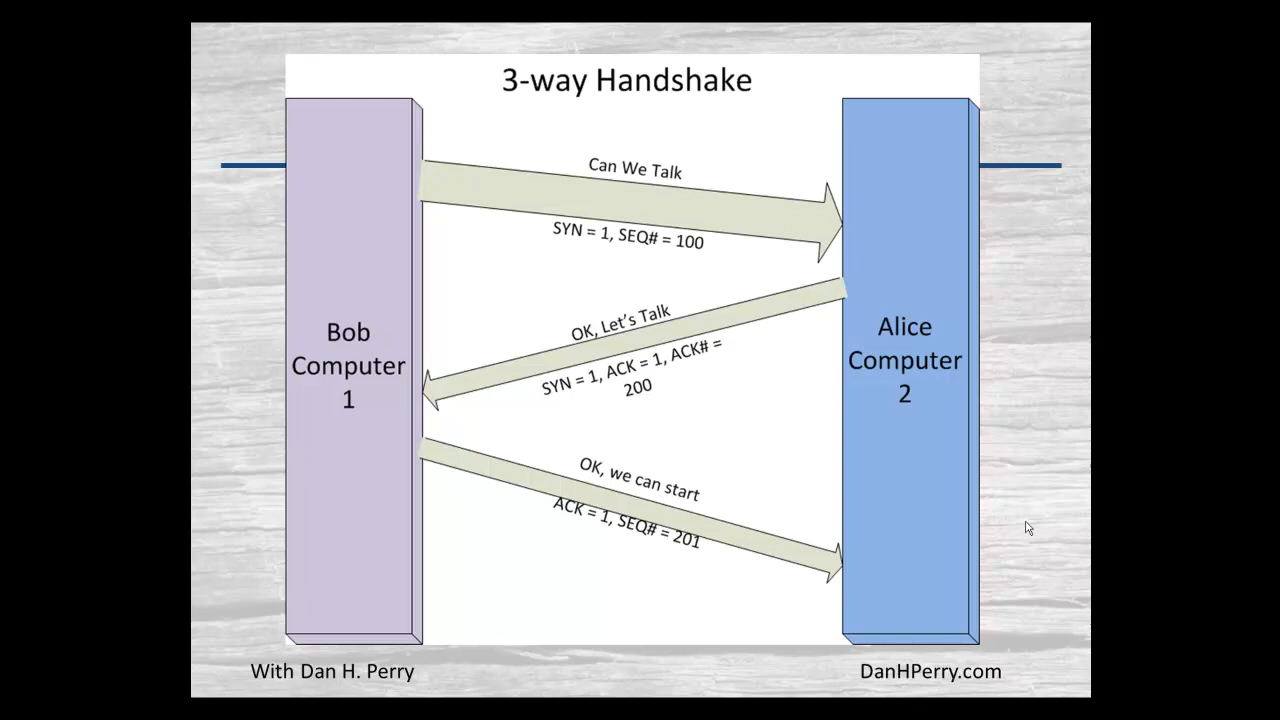 3-way Handshake
Can We Talk
SYN = 1, SEQ# = 100
OK, Let’s Talk
SYN = 1, ACK = 1, ACK# =
200
OK, we can start
ACK = 1, SEQ# = 201
Bob
Computer
1
Alice
Computer
2
With Dan H. Perry
DanHPerry.com